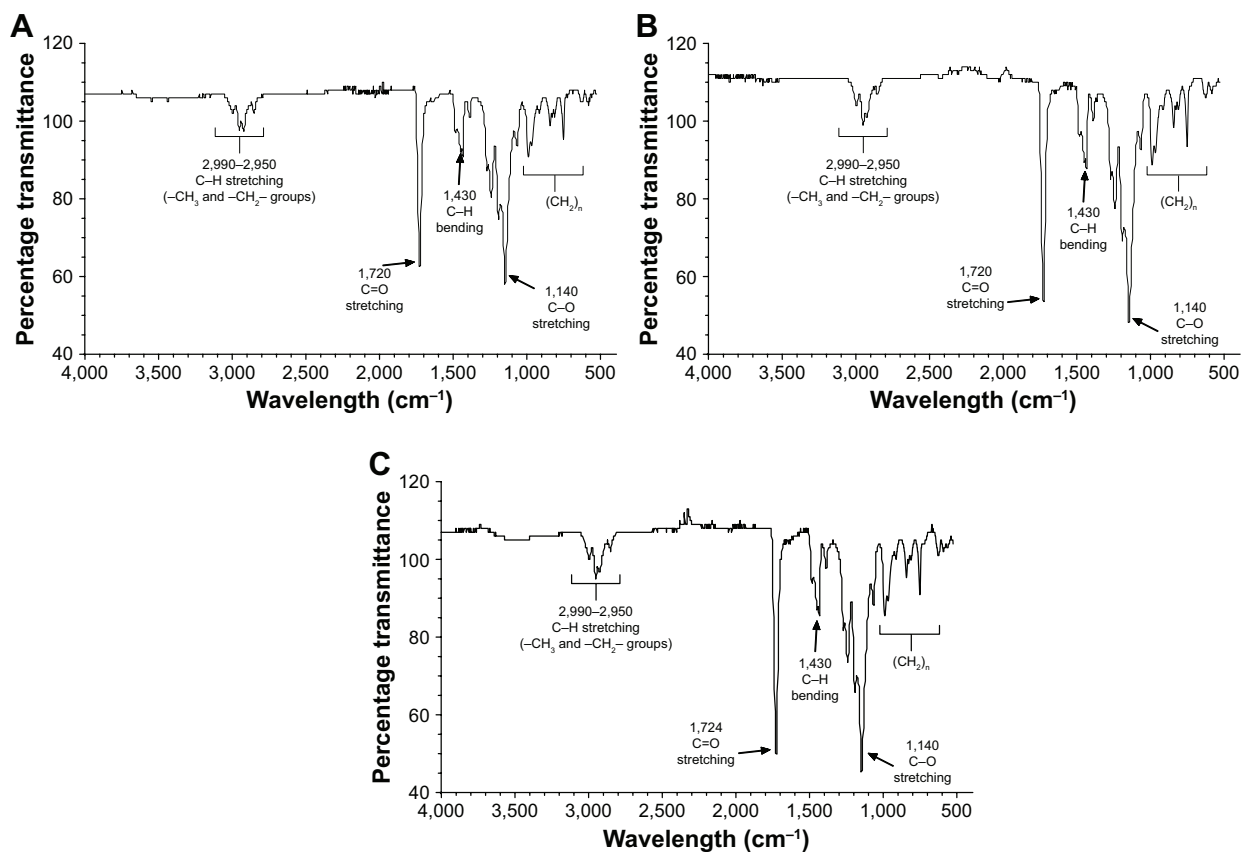 A
Percentage transmittance
120
100
80
60
40
4,000
3,500
3,000
2,500
2,000
1,500
1,000
500
Wavelength (cm⁻¹)
2,990–2,950
C–H stretching
(–CH₃ and –CH₂– groups)
1,720
C=O
stretching
1,430
C–H
bending
1,140
C–O
stretching
(CH₂)ₙ
B
Percentage transmittance
120
100
80
60
40
4,000
3,500
3,000
2,500
2,000
1,500
1,000
500
Wavelength (cm⁻¹)
2,990–2,950
C–H stretching
(–CH₃ and –CH₂– groups)
1,720
C=O
stretching
1,430
C–H
bending
1,140
C–O
stretching
(CH₂)ₙ
C
Percentage transmittance
120
100
80
60
40
4,000
3,500
3,000
2,500
2,000
1,500
1,000
500
Wavelength (cm⁻¹)
2,990–2,950
C–H stretching
(–CH₃ and –CH₂– groups)
1,724
C=O
stretching
1,430
C–H
bending
1,140
C–O
stretching
(CH₂)ₙ